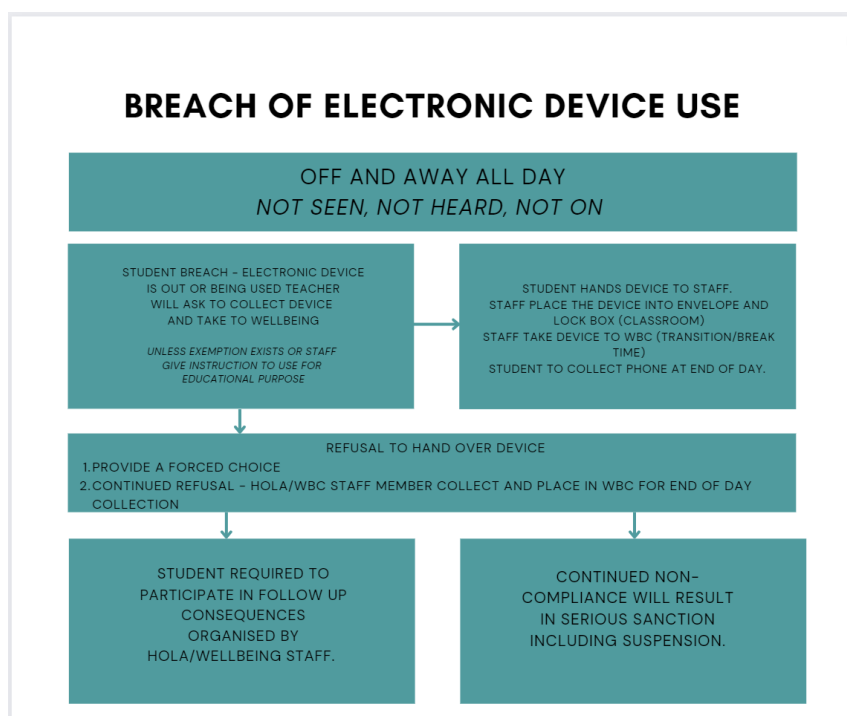 BREACH OF ELECTRONIC DEVICE USE
OFF AND AWAY ALL DAY
NOT SEEN, NOT HEARD, NOT ON
STUDENT BREACH - ELECTRONIC DEVICE
IS OUT OR BEING USED TEACHER
WILL ASK TO COLLECT DEVICE
AND TAKE TO WELLBEING
UNLESS EXEMPTION EXISTS OR STAFF
GIVE INSTRUCTION TO USE FOR
EDUCATIONAL PURPOSE
STUDENT HANDS DEVICE TO STAFF.
STAFF PLACE THE DEVICE INTO ENVELOPE AND
LOCK BOX (CLASSROOM)
STAFF TAKE DEVICE TO WBC (TRANSITION/BREAK
TIME)
STUDENT TO COLLECT PHONE AT END OF DAY.
REFUSAL TO HAND OVER DEVICE
1. PROVIDE A FORCED CHOICE
2. CONTINUED REFUSAL - HOLA/WBC STAFF MEMBER COLLECT AND PLACE IN WBC FOR END OF DAY
COLLECTION
STUDENT REQUIRED TO
PARTICIPATE IN FOLLOW UP
CONSEQUENCES
ORGANISED BY
HOLA/WELLBEING STAFF.
CONTINUED NON-
COMPLIANCE WILL RESULT
IN SERIOUS SANCTION
INCLUDING SUSPENSION.